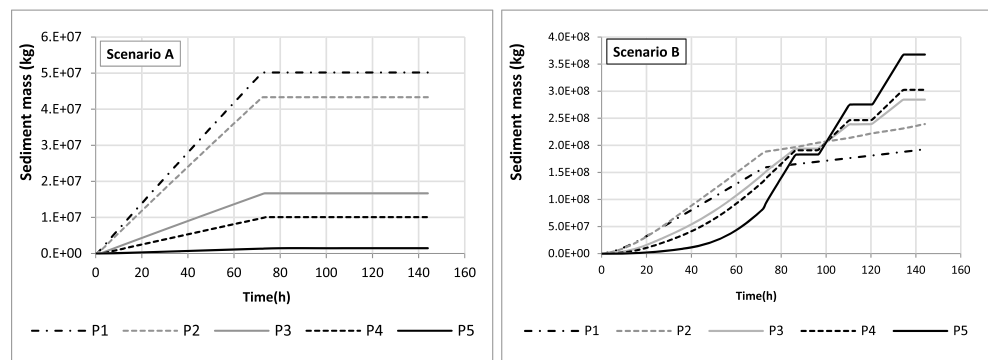 Scenario A
Sediment mass (kg)
6.E+07
5.E+07
4.E+07
3.E+07
2.E+07
1.E+07
0.E+00
0 20 40 60 80 100 120 140 160
Time(h)
P1 P2 P3 P4 P5
Scenario B
Sediment mass (kg)
4.0E+08
3.5E+08
3.0E+08
2.5E+08
2.0E+08
1.5E+08
1.0E+08
5.0E+07
0.0E+00
0 20 40 60 80 100 120 140 160
Time(h)
P1 P2 P3 P4 P5